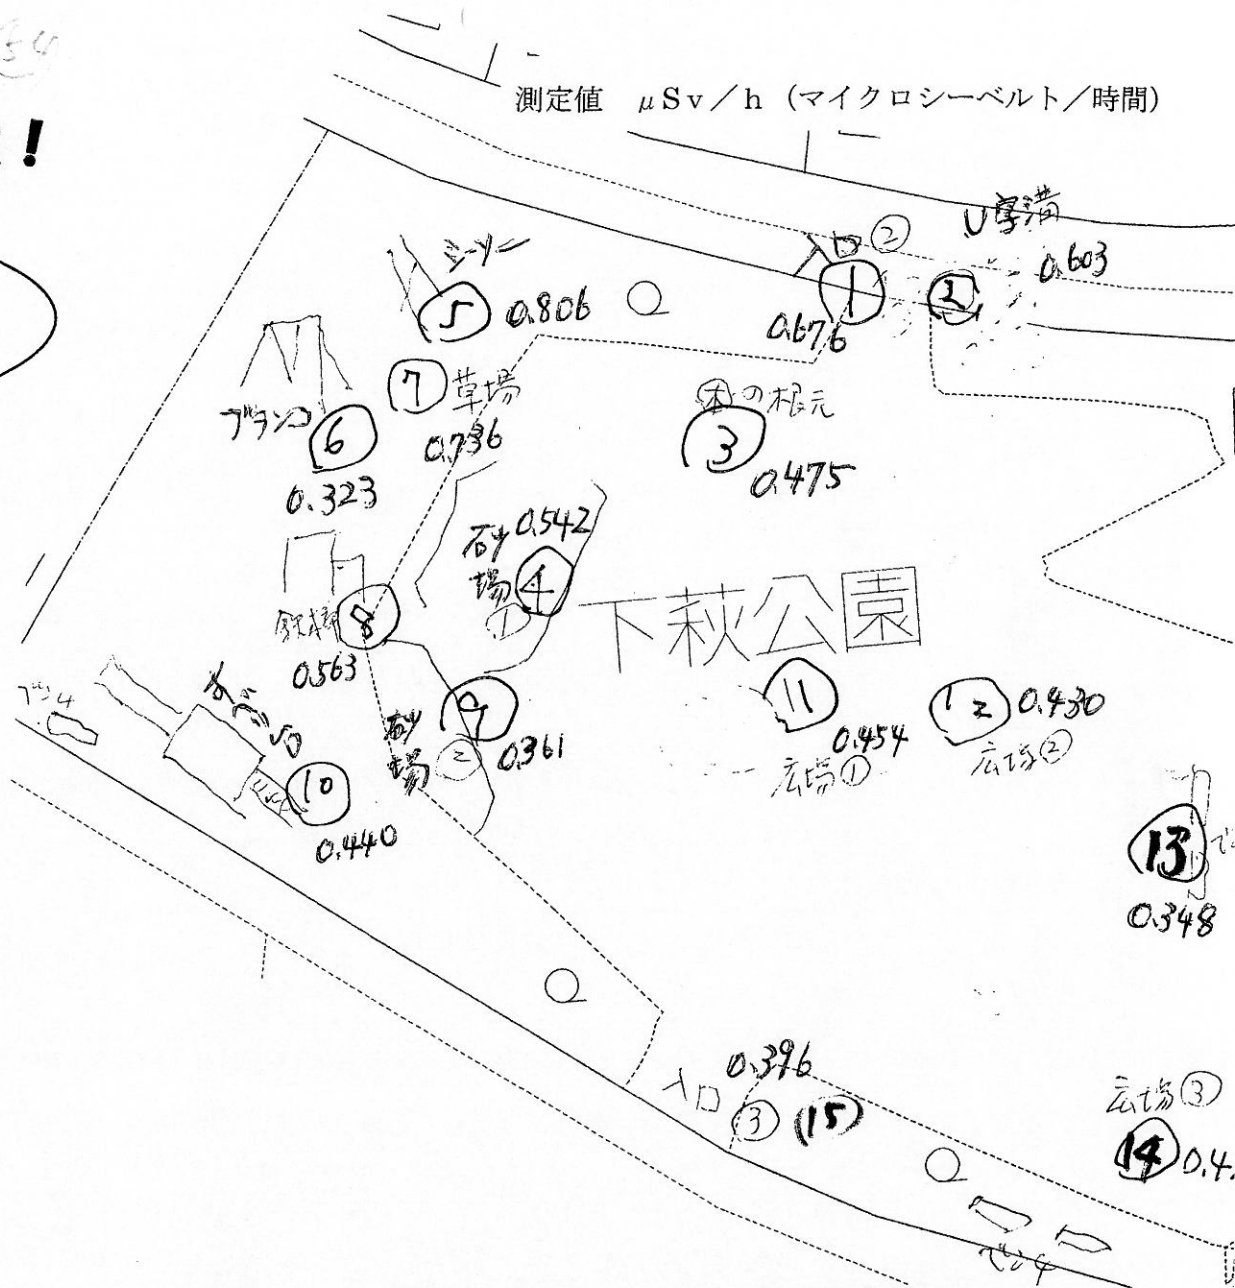 !
測定値 μSv/h (マイクロシーベルト/時間)
U字溝
0.603
入口②
①
0.676
②
シーソー
⑤ 0.806
⑦ 草場
0.736
ブランコ
⑥
0.323
木の根元
③
0.475
砂場① 0.542
④
下萩公園
鉄棒
⑧
0.563
砂場②
⑨
0.361
⑩
0.440
⑪
0.454
広場①
⑫ 0.430
広場②
⑬
0.348
0.396
入口③ (15)
広場③
⑭ 0.4
ベンチ